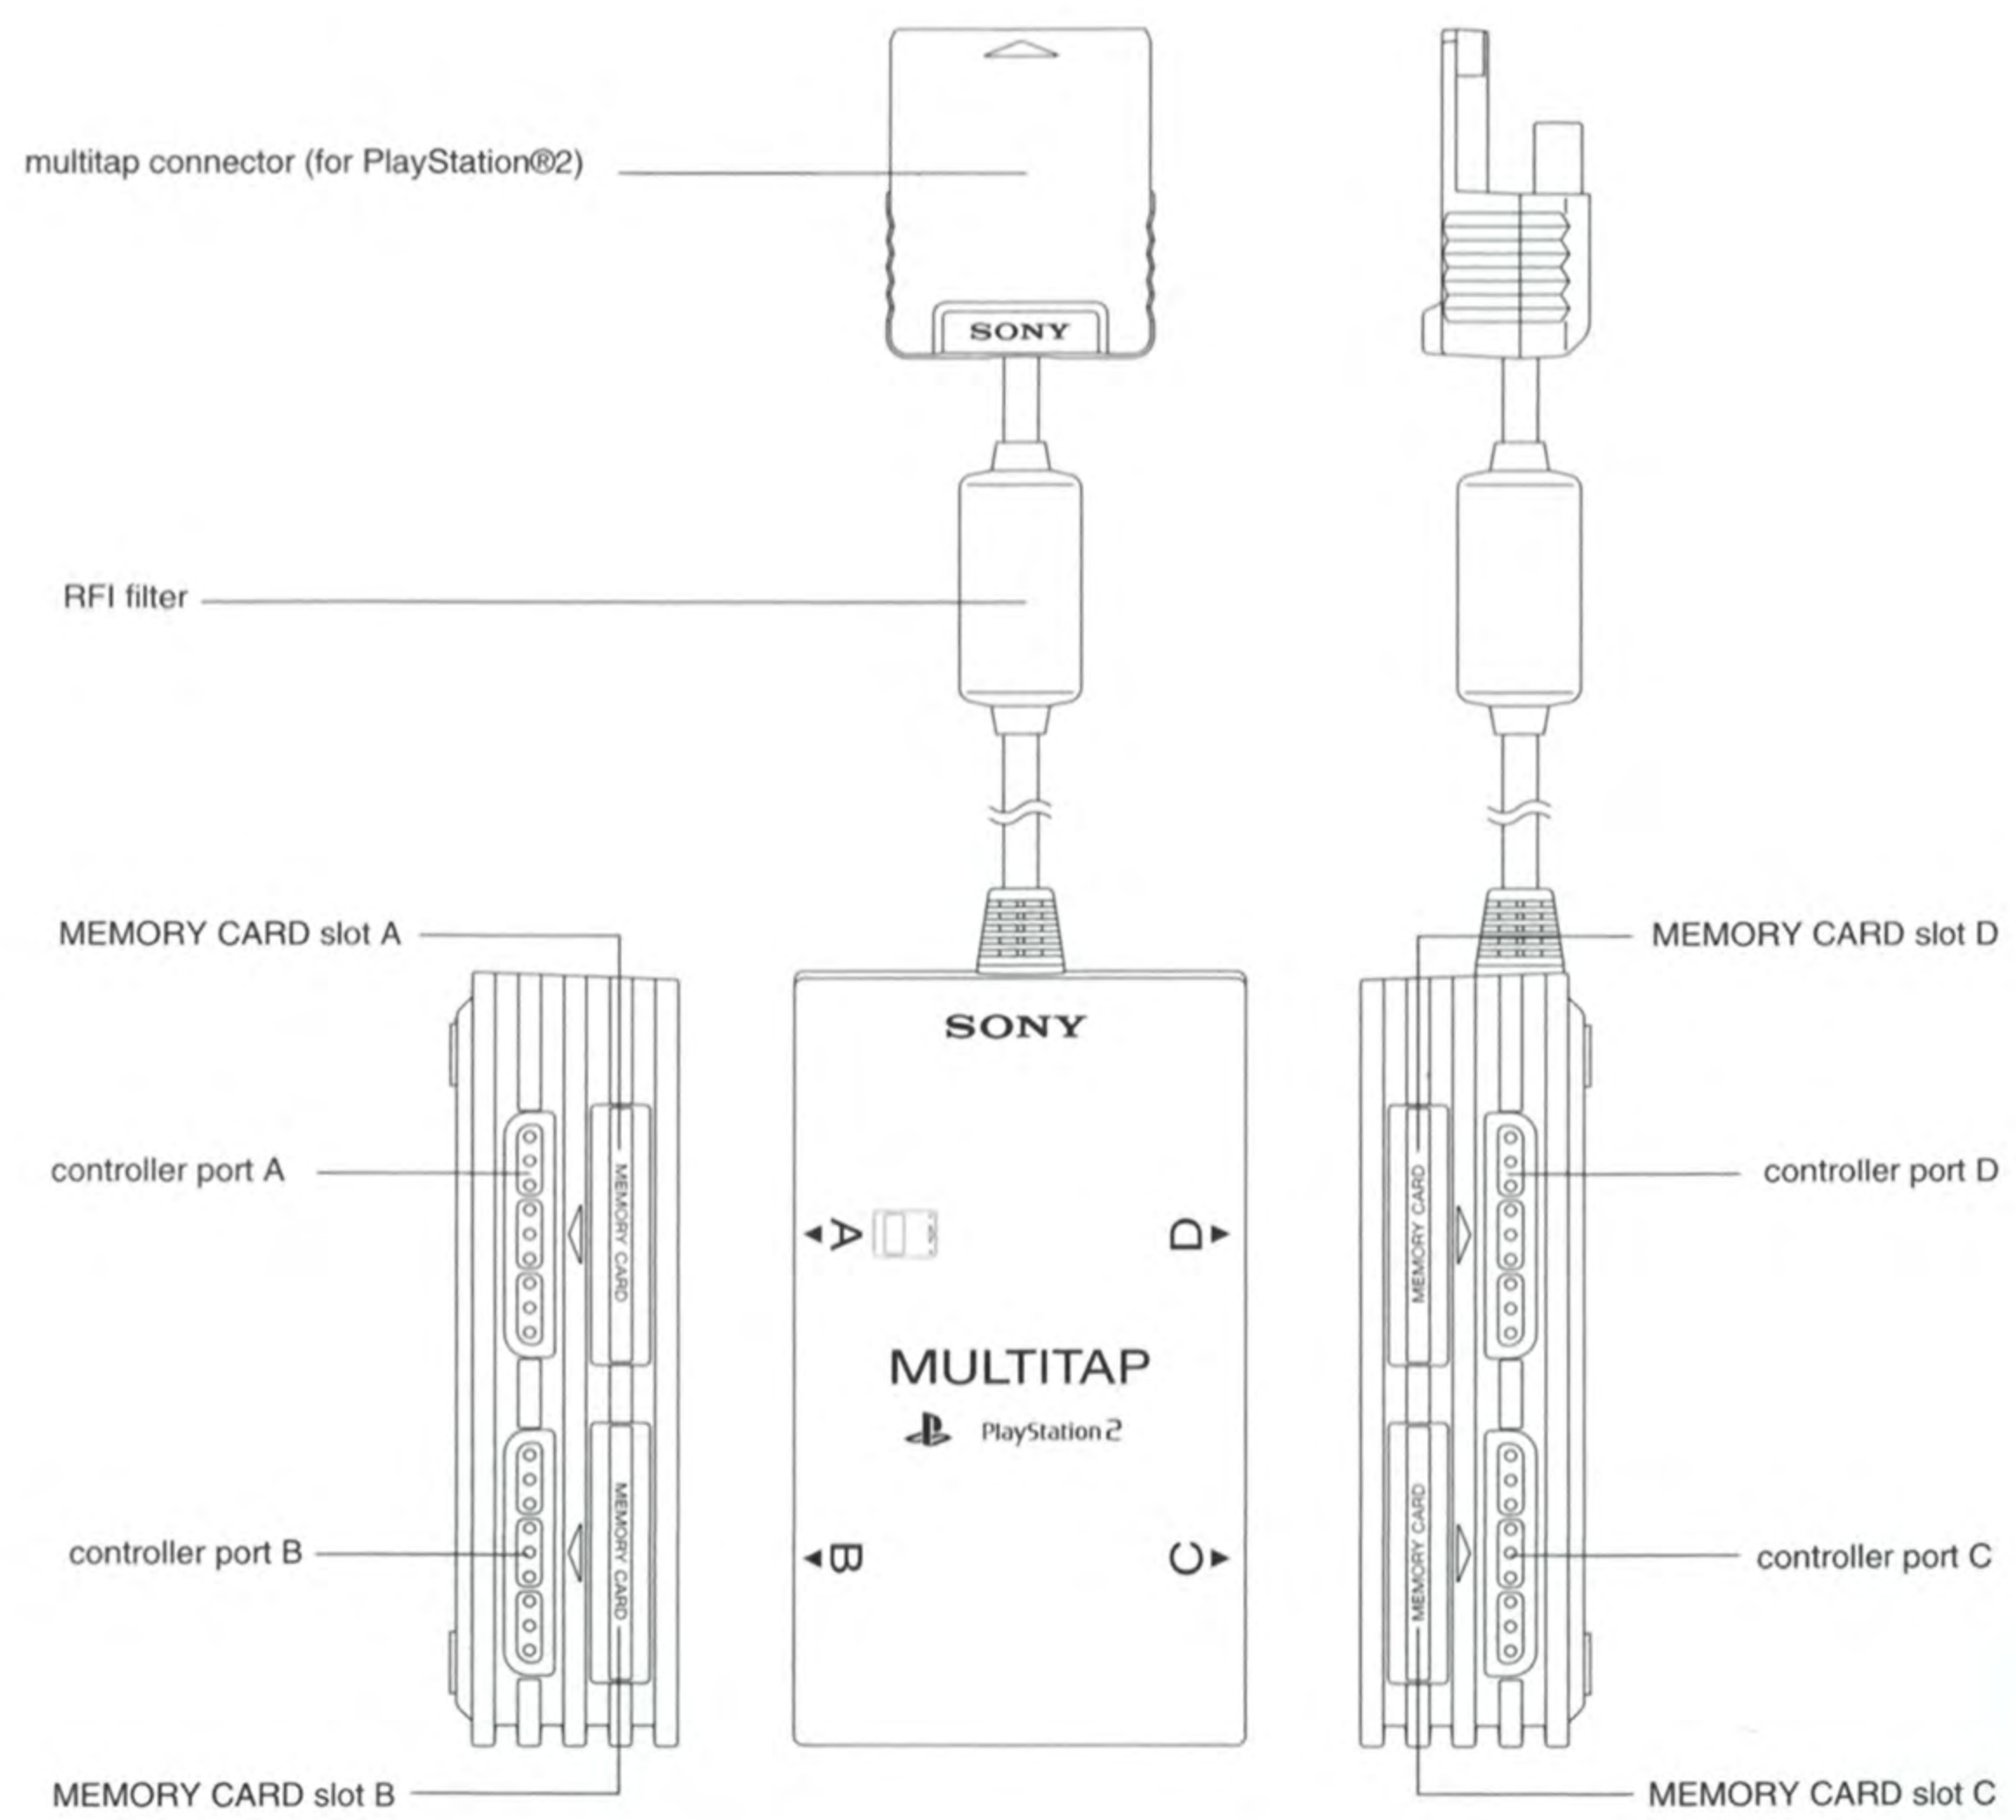 multitap connector (for PlayStation®2)
SONY
RFI filter
MEMORY CARD slot A
MEMORY CARD slot D
SONY
controller port A
controller port D
MEMORY CARD
MEMORY CARD
A
D
MULTITAP
PlayStation 2
controller port B
controller port C
MEMORY CARD
MEMORY CARD
B
C
MEMORY CARD slot B
MEMORY CARD slot C